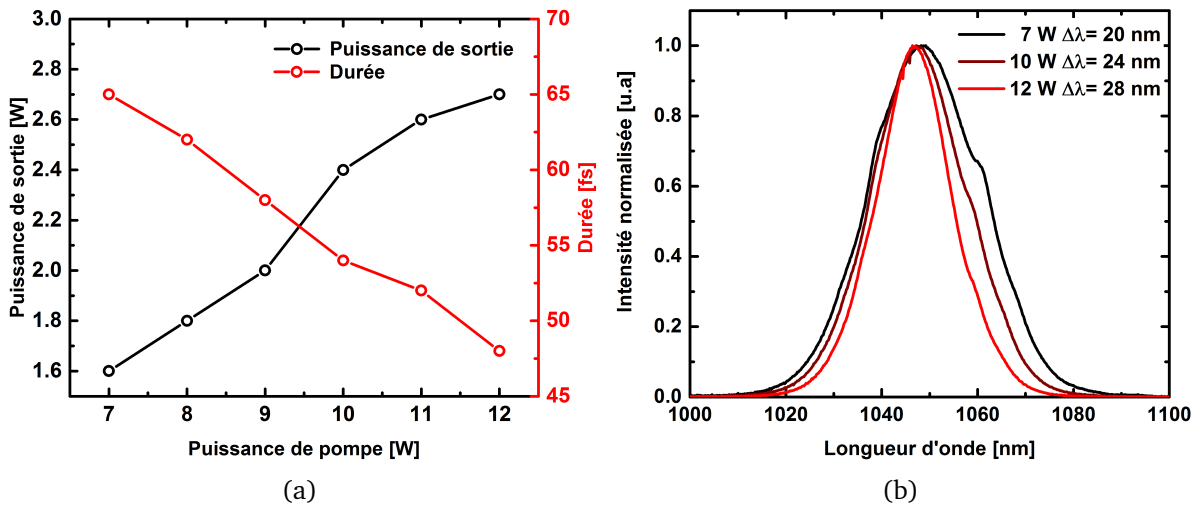 3.0
2.8
2.6
2.4
2.2
2.0
1.8
1.6
Puissance de sortie [W]
Puissance de sortie
Durée
70
65
60
55
50
45
Durée [fs]
7 8 9 10 11 12
Puissance de pompe [W]
(a)
1.0
0.8
0.6
0.4
0.2
0.0
Intensité normalisée [u.a]
7 W Δλ= 20 nm
10 W Δλ= 24 nm
12 W Δλ= 28 nm
1000 1020 1040 1060 1080 1100
Longueur d'onde [nm]
(b)